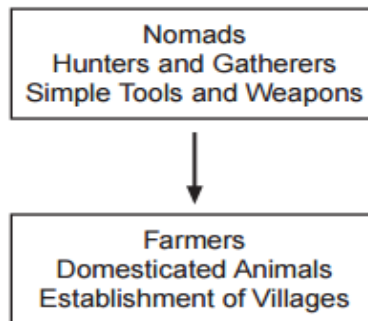 Nomads
Hunters and Gatherers
Simple Tools and Weapons
Farmers
Domesticated Animals
Establishment of Villages